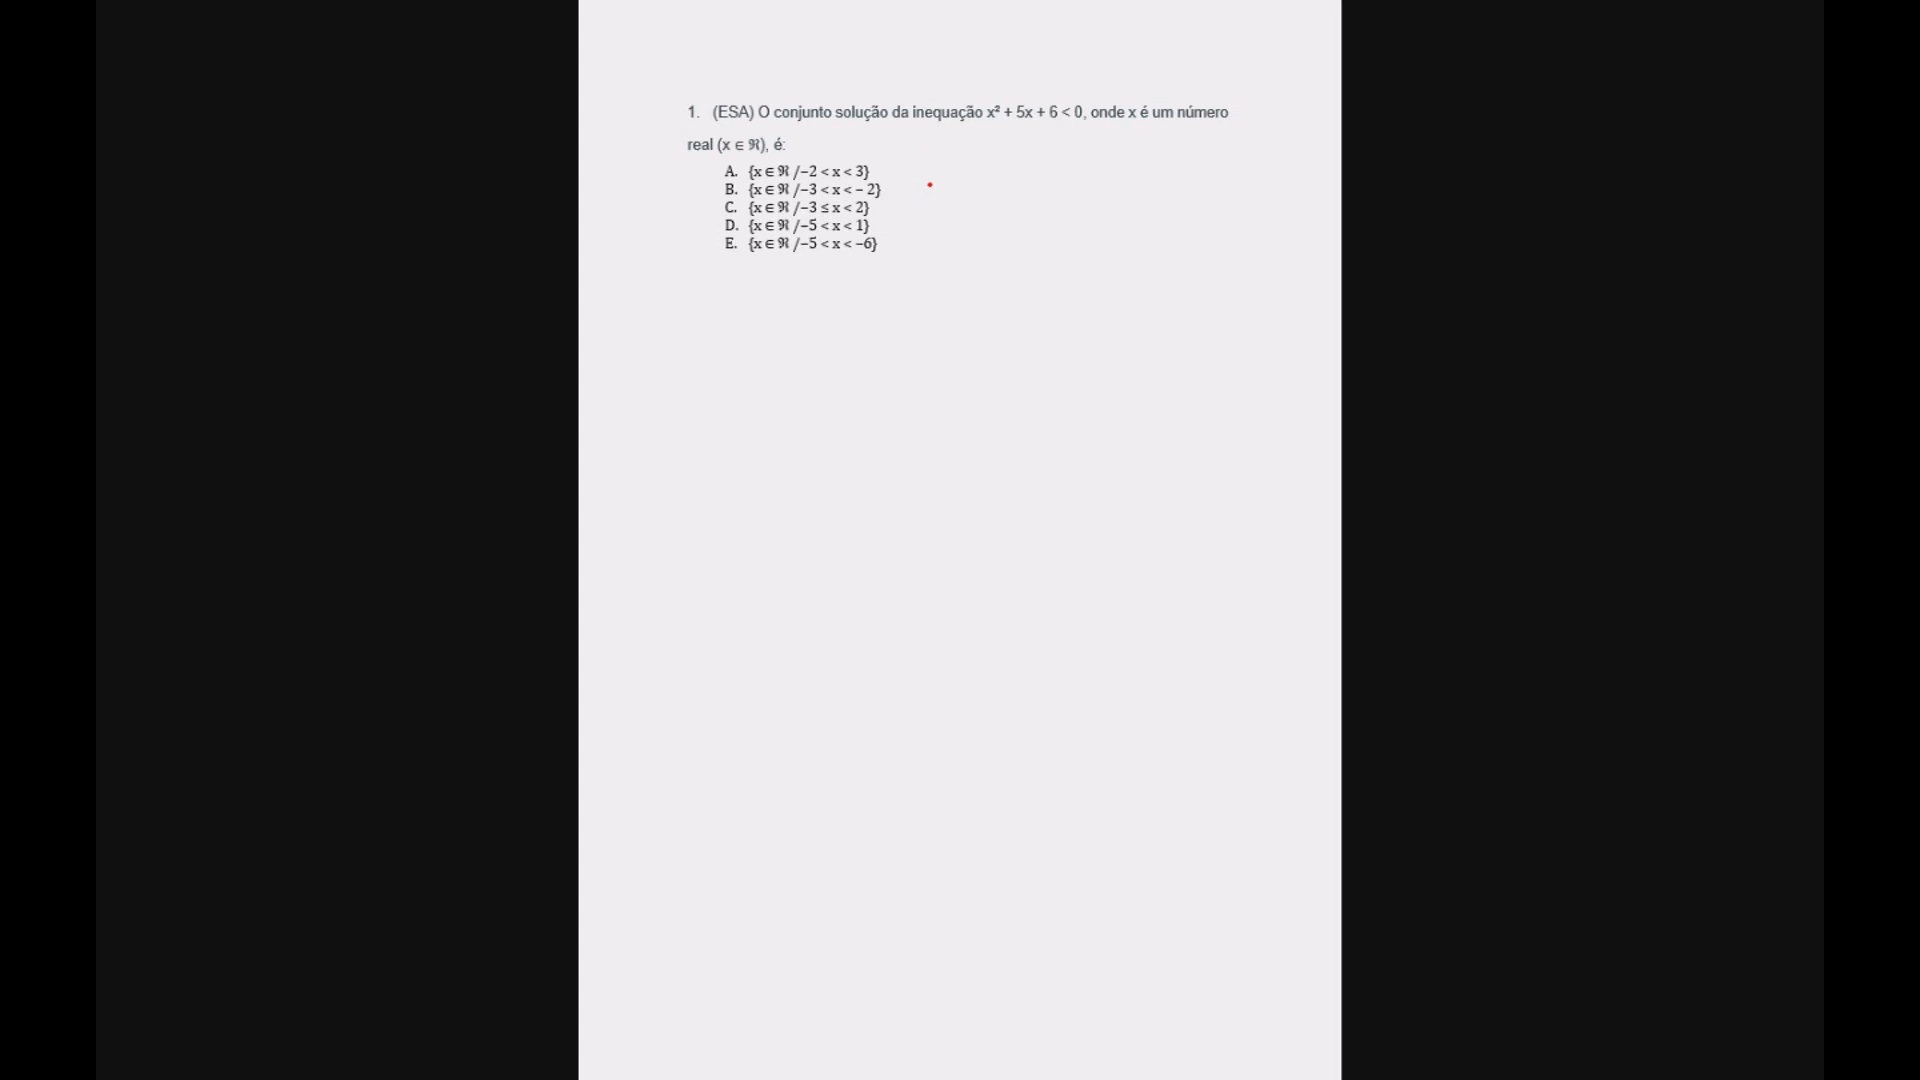 1. (ESA) O conjunto solução da inequação x² + 5x + 6 < 0, onde x é um número
real (x ∈ ℜ), é:
A. {x ∈ ℜ /−2 < x < 3}
B. {x ∈ ℜ /−3 < x < − 2}
C. {x ∈ ℜ /−3 ≤ x < 2}
D. {x ∈ ℜ /−5 < x < 1}
E. {x ∈ ℜ /−5 < x < −6}